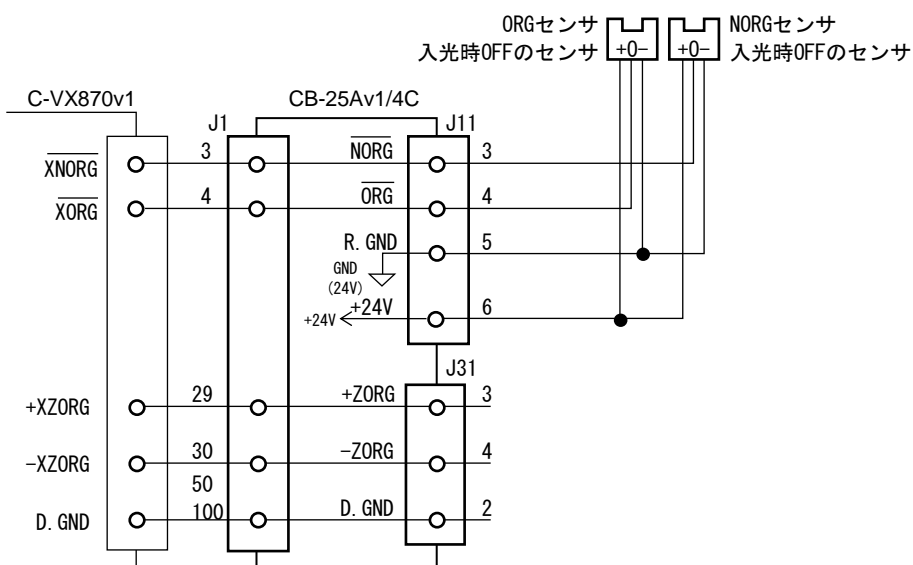 ORGセンサ
入光時OFFのセンサ
+O−
+O−
NORGセンサ
入光時OFFのセンサ
C-VX870v1
CB-25Av1/4C
J1
J11
XNORG
3
NORG
3
XORG
4
ORG
4
R.GND
5
GND
(24V)
+24V
+24V
6
J31
+XZORG
29
+ZORG
3
−XZORG
30
−ZORG
4
50
D.GND
100
D.GND
2